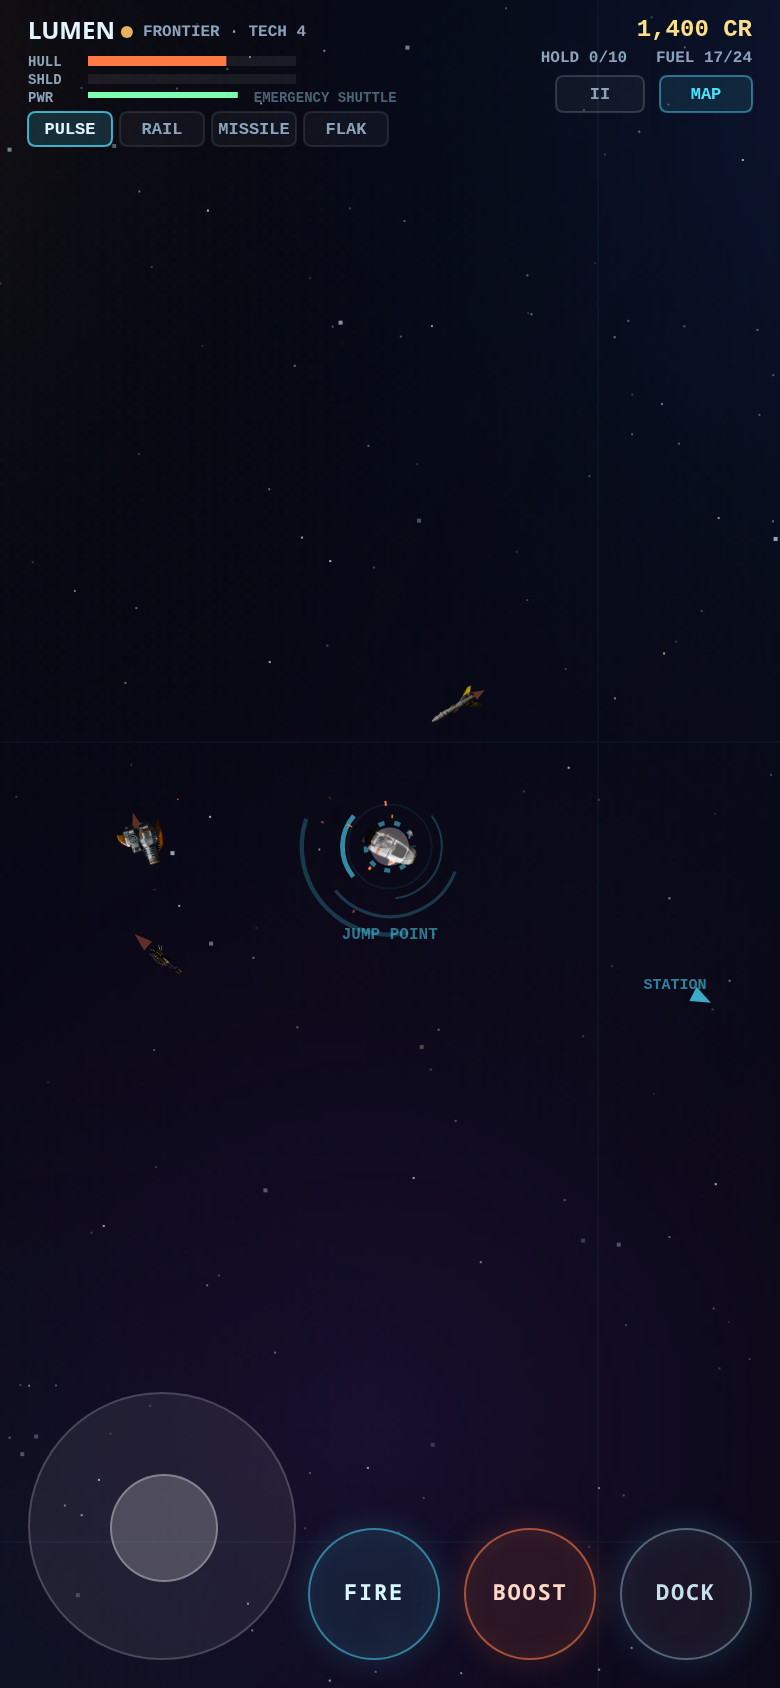 LUMEN FRONTIER · TECH 4
1,400 CR
HULL
HOLD 0/10 FUEL 17/24
SHLD
PWR EMERGENCY SHUTTLE
II MAP
PULSE RAIL MISSILE FLAK
JUMP POINT
STATION
FIRE BOOST DOCK